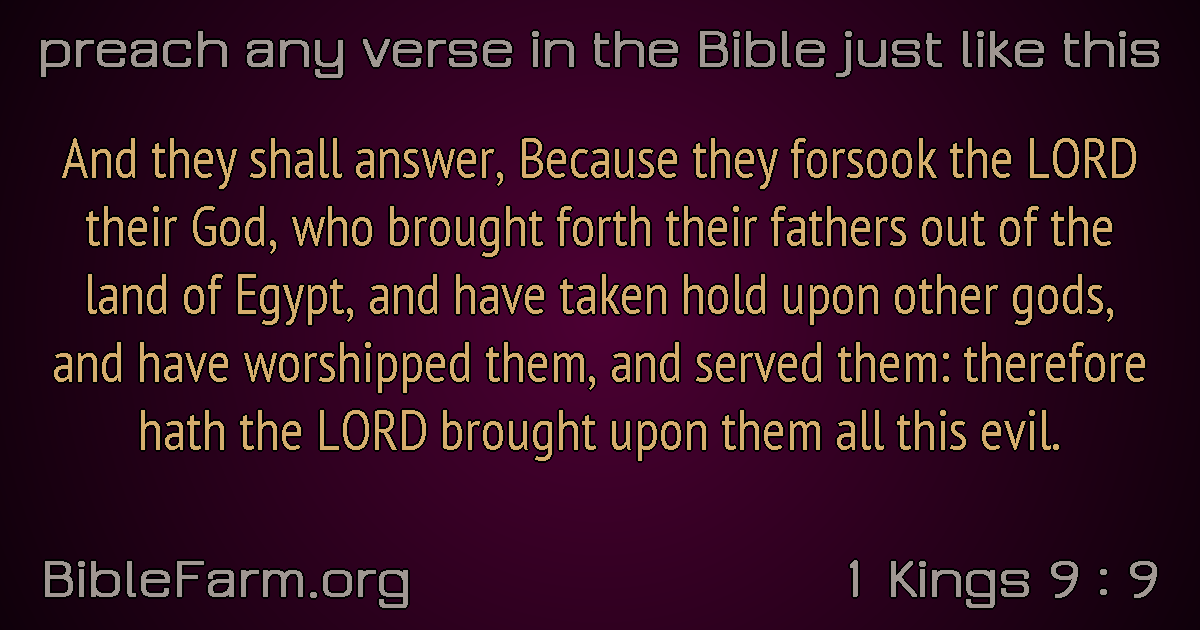 preach any verse in the Bible just like this
And they shall answer, Because they forsook the LORD
their God, who brought forth their fathers out of the
land of Egypt, and have taken hold upon other gods,
and have worshipped them, and served them: therefore
hath the LORD brought upon them all this evil.
BibleFarm.org
1 Kings 9 : 9